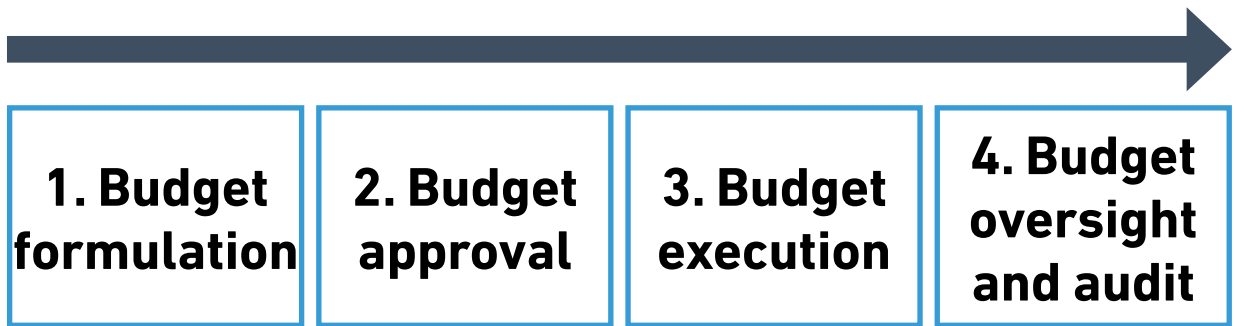 1. Budget
formulation
2. Budget
approval
3. Budget
execution
4. Budget
oversight
and audit